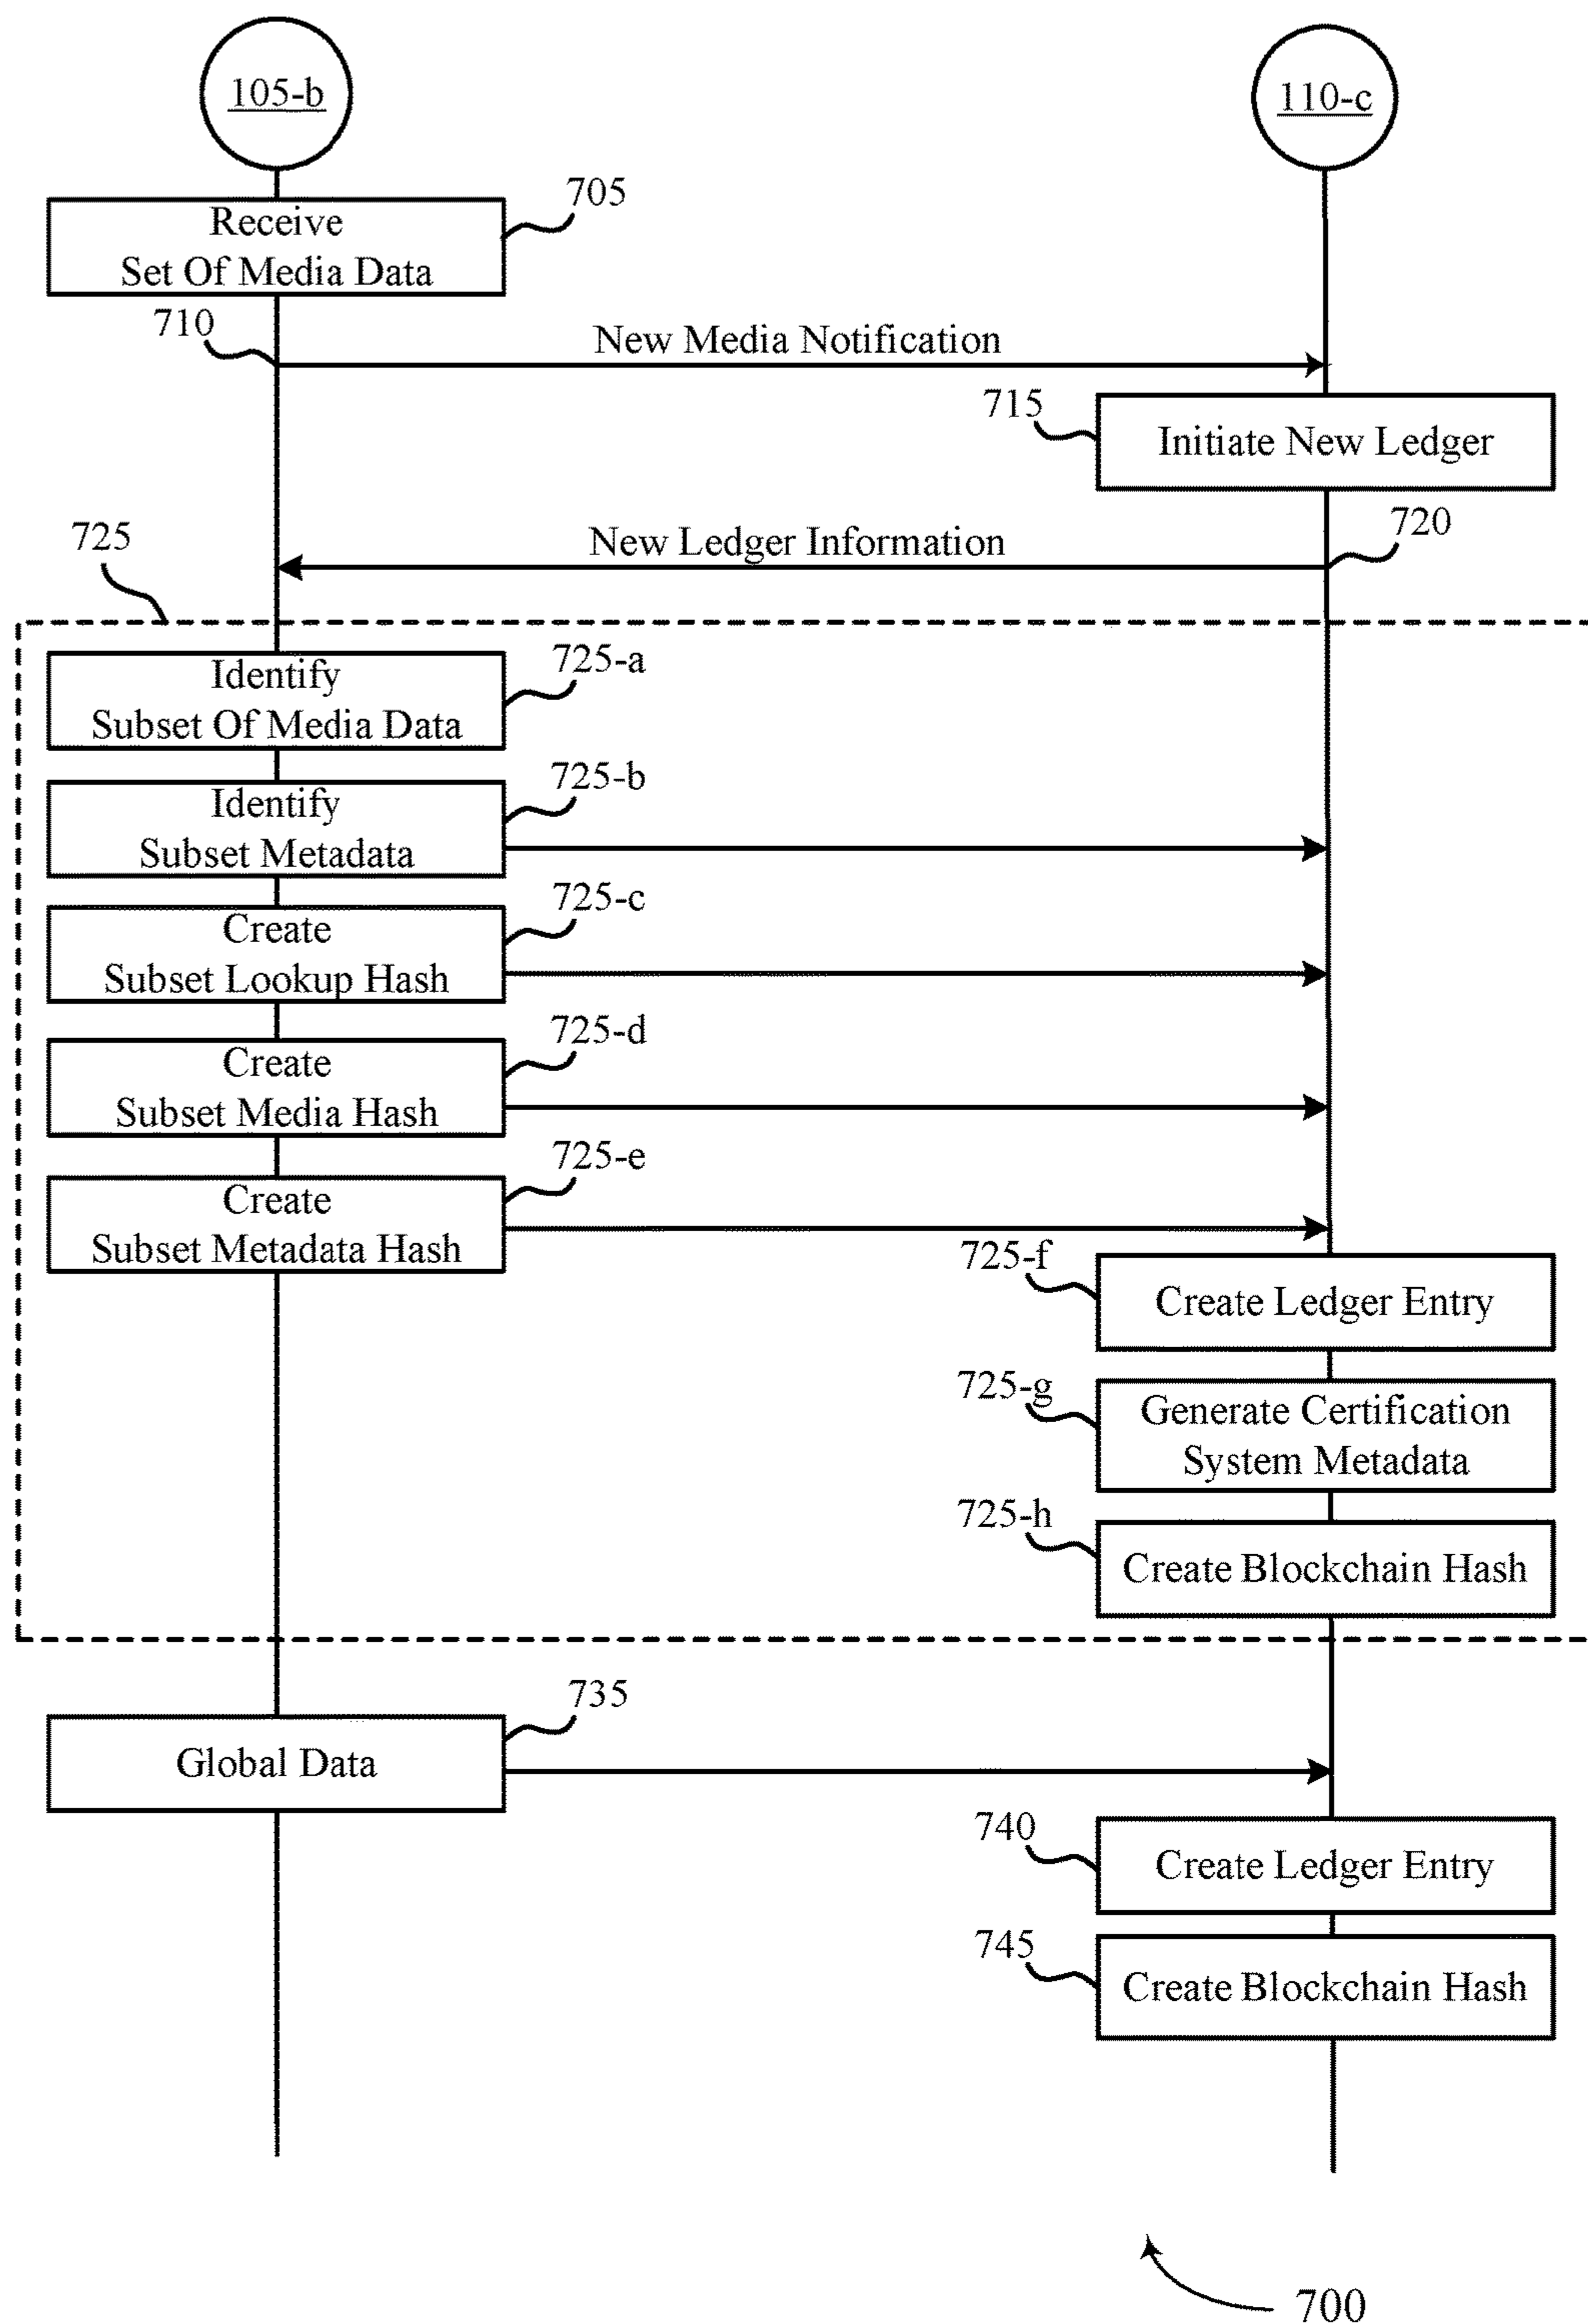 105-b
110-c
705
Receive
Set Of Media Data
710
New Media Notification
715
Initiate New Ledger
725
New Ledger Information
720
725-a
Identify
Subset Of Media Data
725-b
Identify
Subset Metadata
725-c
Create
Subset Lookup Hash
725-d
Create
Subset Media Hash
725-e
Create
Subset Metadata Hash
725-f
Create Ledger Entry
725-g
Generate Certification
System Metadata
725-h
Create Blockchain Hash
735
Global Data
740
Create Ledger Entry
745
Create Blockchain Hash
700